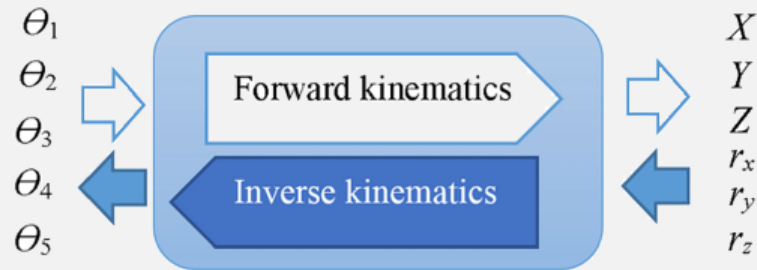 Θ1
Θ2
Θ3
Θ4
Θ5
Forward kinematics
Inverse kinematics
X
Y
Z
rx
ry
rz